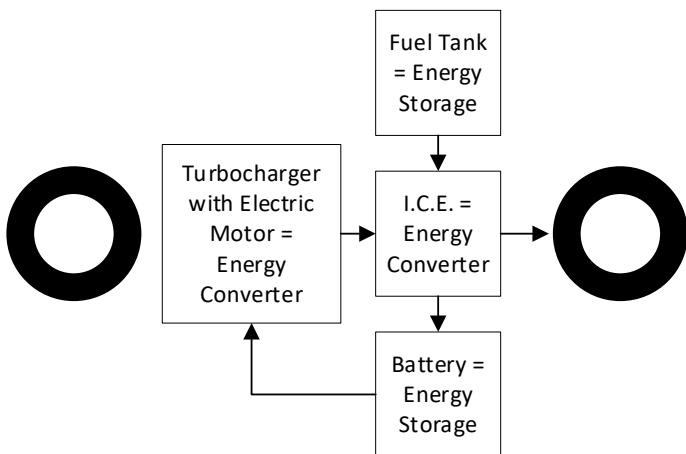 Fuel Tank
= Energy
Storage
Turbocharger
with Electric
Motor =
Energy
Converter
I.C.E. =
Energy
Converter
Battery =
Energy
Storage